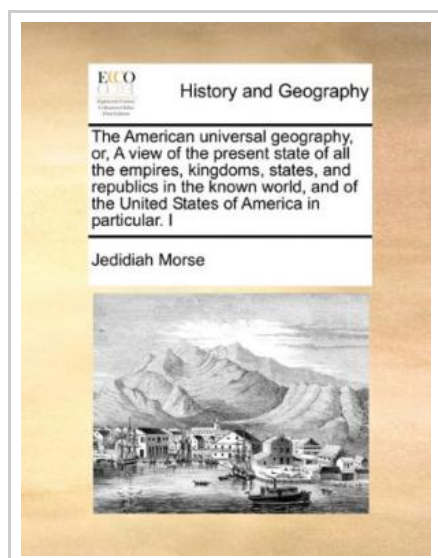 ECCO
History and Geography
The American universal geography,
or, A view of the present state of all
the empires, kingdoms, states, and
republics in the known world, and of
the United States of America in
particular. I
Jedidiah Morse